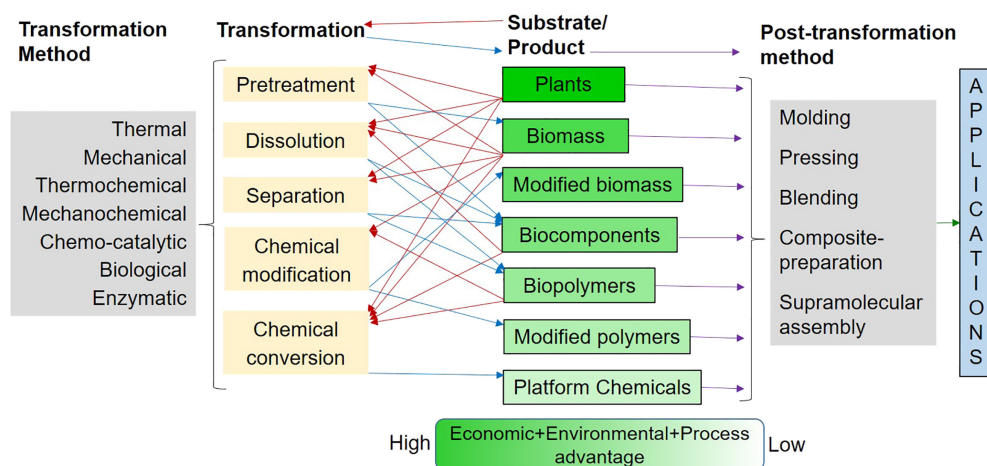 Transformation
Method
Transformation
Substrate/
Product
Post-transformation
method
Thermal
Mechanical
Thermochemical
Mechanochemical
Chemo-catalytic
Biological
Enzymatic
Pretreatment
Dissolution
Separation
Chemical
modification
Chemical
conversion
Plants
Biomass
Modified biomass
Biocomponents
Biopolymers
Modified polymers
Platform Chemicals
Molding
Pressing
Blending
Composite-
preparation
Supramolecular
assembly
APPLICATIONS
High
Economic+Environmental+Process
advantage
Low